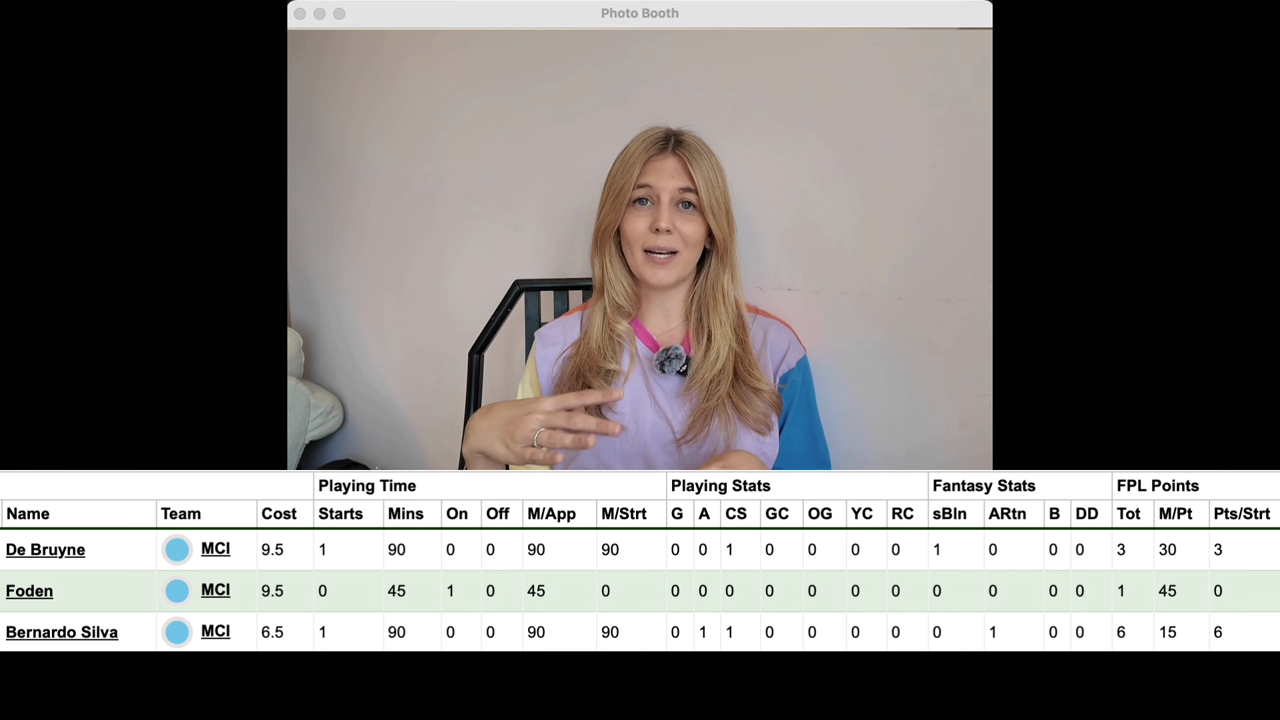 Photo Booth
Playing Time Playing Stats Fantasy Stats FPL Points
Name Team Cost Starts Mins On Off M/App M/Strt G A CS GC OG YC RC sBln ARtn B DD Tot M/Pt Pts/Strt
De Bruyne MCI 9.5 1 90 0 0 90 90 0 0 1 0 0 0 0 1 0 0 0 3 30 3
Foden MCI 9.5 0 45 1 0 45 0 0 0 0 0 0 0 0 0 0 0 0 1 45 0
Bernardo Silva MCI 6.5 1 90 0 0 90 90 0 1 1 0 0 0 0 0 1 0 0 6 15 6